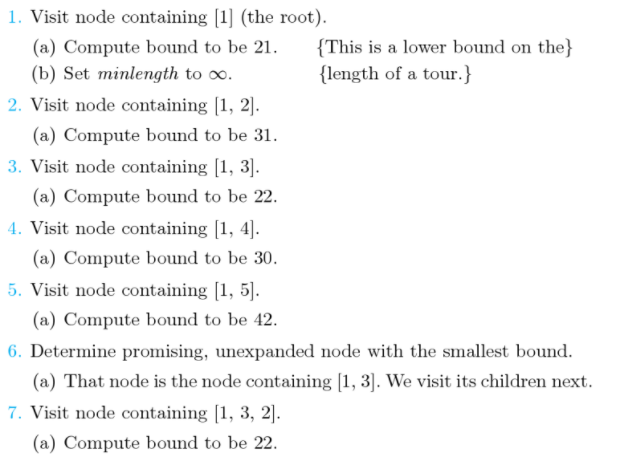 1. Visit node containing [1] (the root).
(a) Compute bound to be 21. {This is a lower bound on the}
(b) Set minlength to ∞. {length of a tour.}
2. Visit node containing [1, 2].
(a) Compute bound to be 31.
3. Visit node containing [1, 3].
(a) Compute bound to be 22.
4. Visit node containing [1, 4].
(a) Compute bound to be 30.
5. Visit node containing [1, 5].
(a) Compute bound to be 42.
6. Determine promising, unexpanded node with the smallest bound.
(a) That node is the node containing [1, 3]. We visit its children next.
7. Visit node containing [1, 3, 2].
(a) Compute bound to be 22.